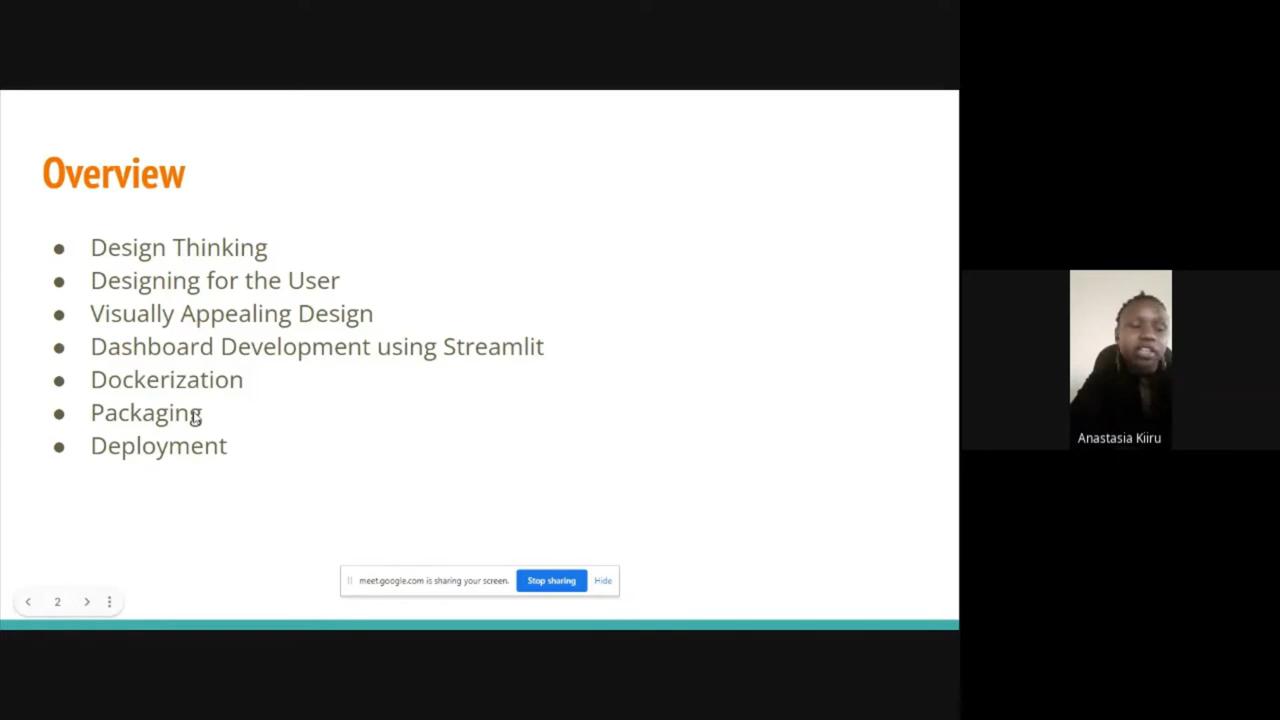 Overview
● Design Thinking
● Designing for the User
● Visually Appealing Design
● Dashboard Development using Streamlit
● Dockerization
● Packaging
● Deployment
meet.google.com is sharing your screen. Stop sharing Hide
2
Anastasia Kiiru